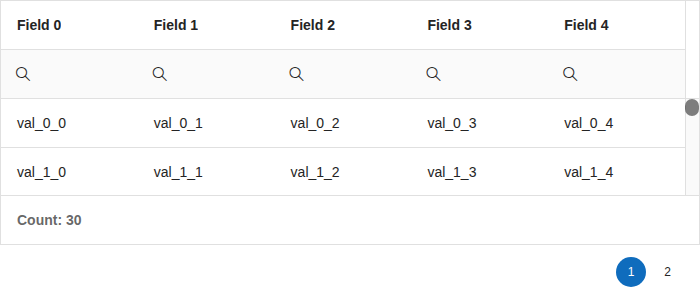 Field 0 Field 1 Field 2 Field 3 Field 4
val_0_0 val_0_1 val_0_2 val_0_3 val_0_4
val_1_0 val_1_1 val_1_2 val_1_3 val_1_4
Count: 30
1 2